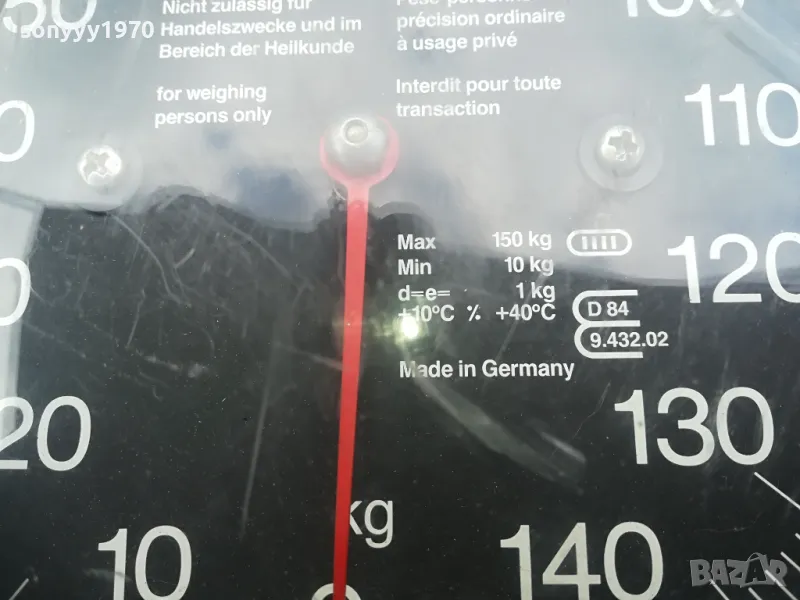 Nicht zulässig für
Handelszwecke und im
Bereich der Heilkunde
précision ordinaire
à usage privé
for weighing
persons only
Interdit pour toute
transaction
110
Max 150 kg
Min 10 kg
d=e= 1 kg
+10°C % +40°C
D 84
9.432.02
Made in Germany
120
20
130
kg
10
140
sonyyy1970
BAZAR